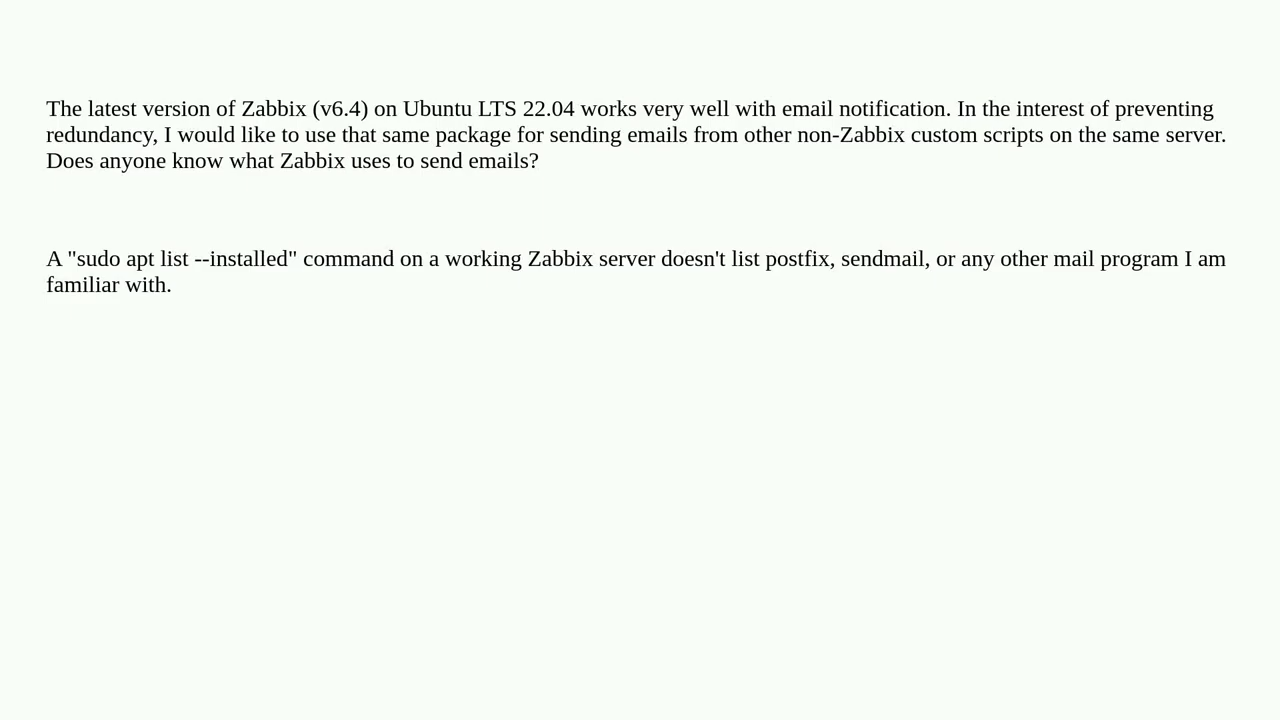 The latest version of Zabbix (v6.4) on Ubuntu LTS 22.04 works very well with email notification. In the interest of preventing
redundancy, I would like to use that same package for sending emails from other non-Zabbix custom scripts on the same server.
Does anyone know what Zabbix uses to send emails?
A "sudo apt list --installed" command on a working Zabbix server doesn't list postfix, sendmail, or any other mail program I am
familiar with.